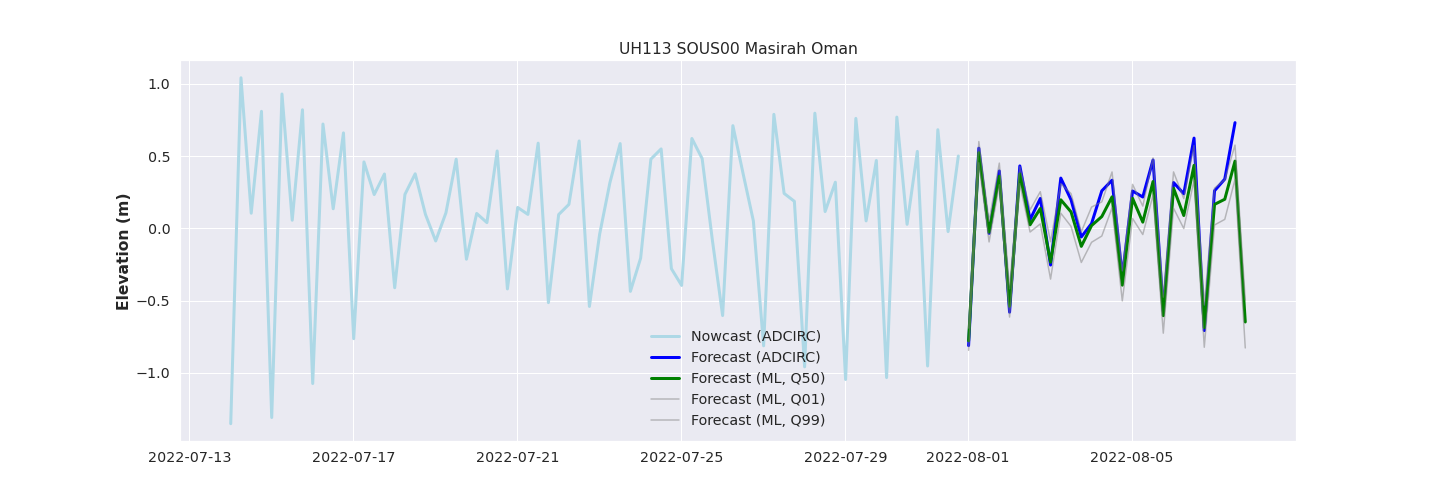 UH113 SOUS00 Masirah Oman
Elevation (m)
1.0
0.5
0.0
−0.5
−1.0
Nowcast (ADCIRC)
Forecast (ADCIRC)
Forecast (ML, Q50)
Forecast (ML, Q01)
Forecast (ML, Q99)
2022-07-13 2022-07-17 2022-07-21 2022-07-25 2022-07-29 2022-08-01 2022-08-05